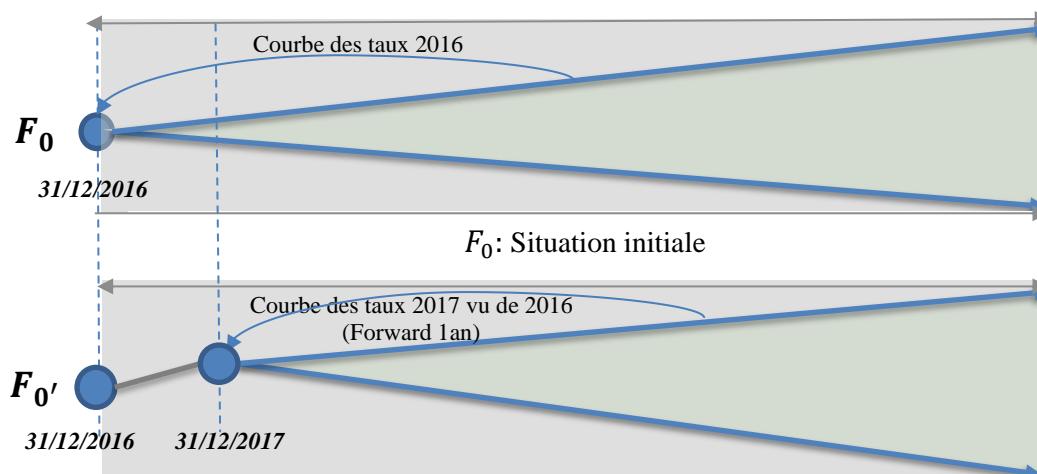 Courbe des taux 2016
F₀
31/12/2016
F₀: Situation initiale
Courbe des taux 2017 vu de 2016
(Forward 1an)
F₀′
31/12/2016 31/12/2017